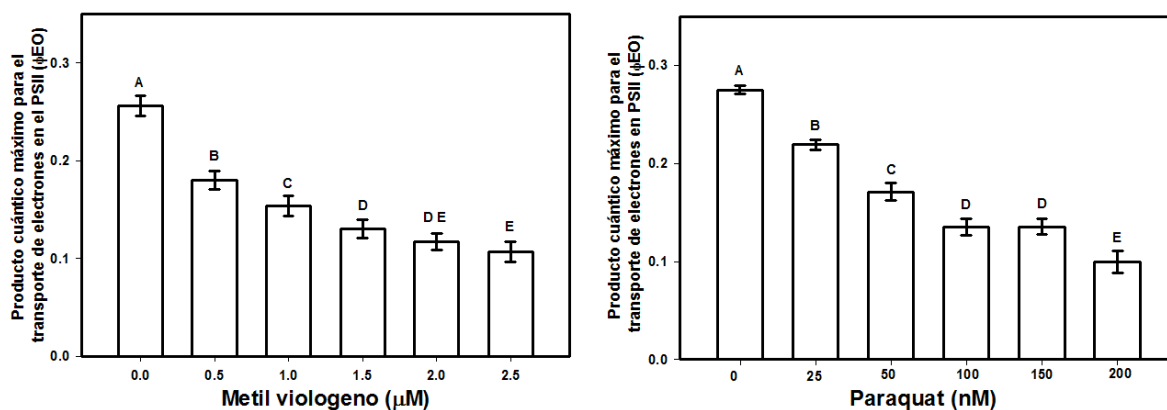 Producto cuántico máximo para el
transporte de electrones en el PSII (ϕEO)
0.3
0.2
0.1
0.0
A
B
C
D
D E
E
0.0 0.5 1.0 1.5 2.0 2.5
Metil viologeno (μM)
Producto cuántico máximo para el
transporte de electrones en PSII (ϕEO)
0.3
0.2
0.1
0.0
A
B
C
D
D
E
0 25 50 100 150 200
Paraquat (nM)